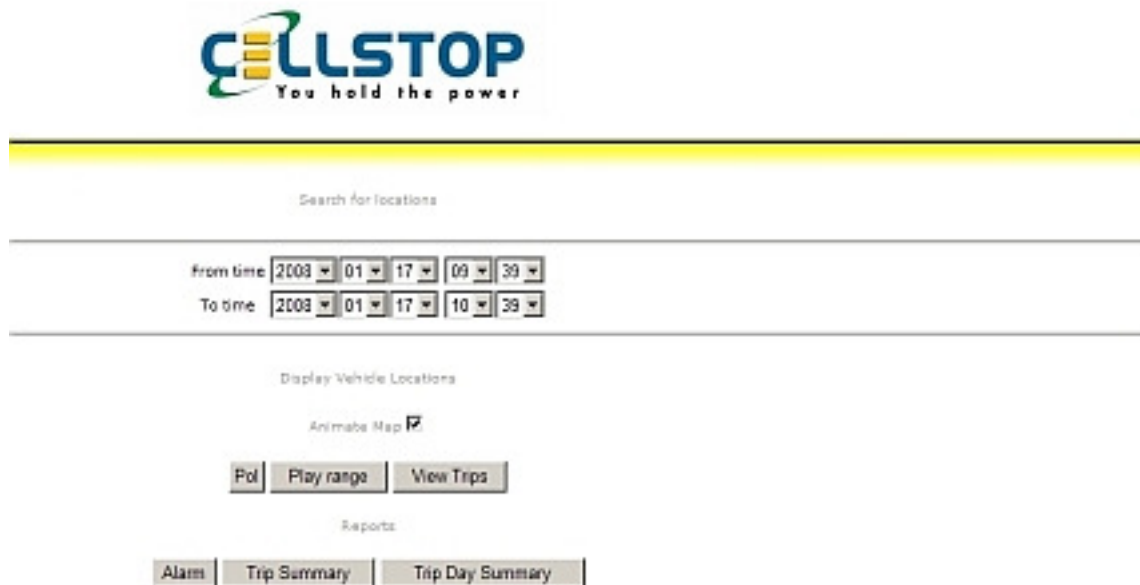 CELLSTOP
You hold the power
Search for locations
From time 2008 01 17 09 39
To time 2008 01 17 10 39
Display Vehicle Locations
Animate Map
Pol Play range View Trips
Reports
Alarm Trip Summary Trip Day Summary